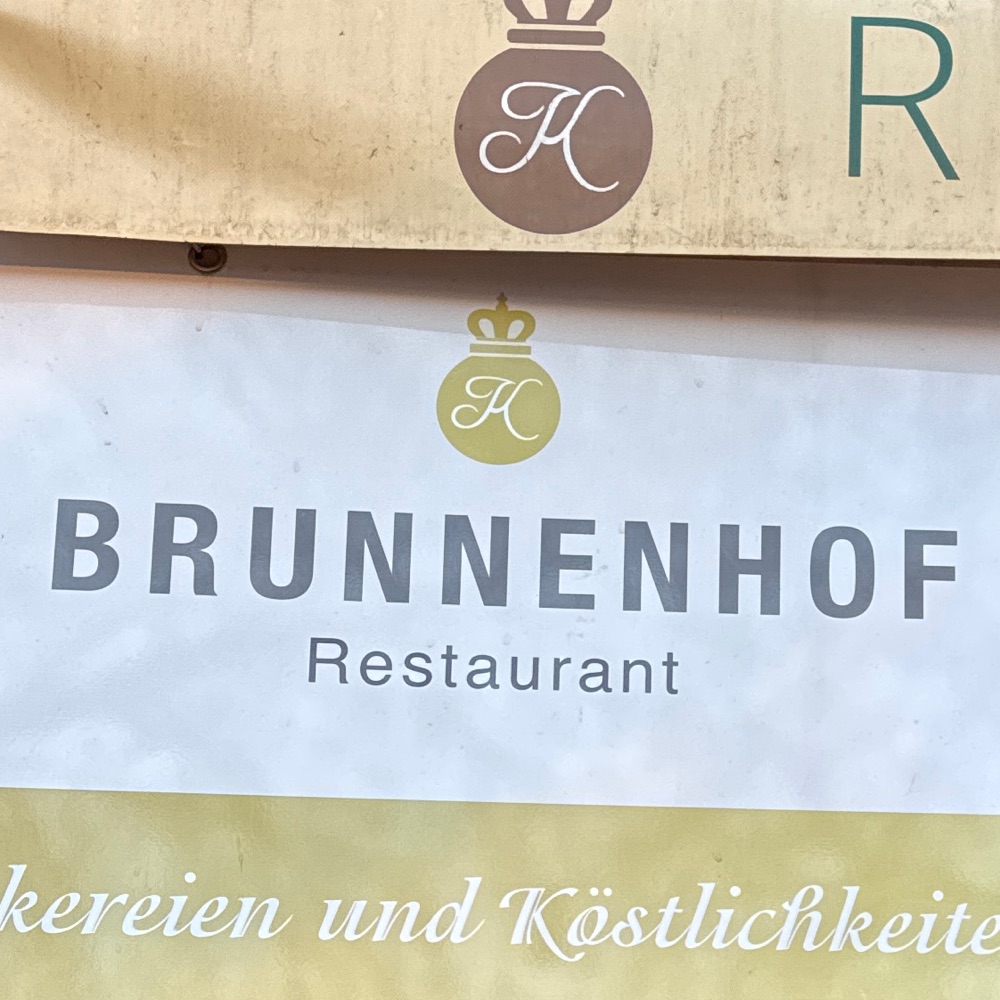 K
R
K
BRUNNENHOF
Restaurant
kereien und Köstlichkeite